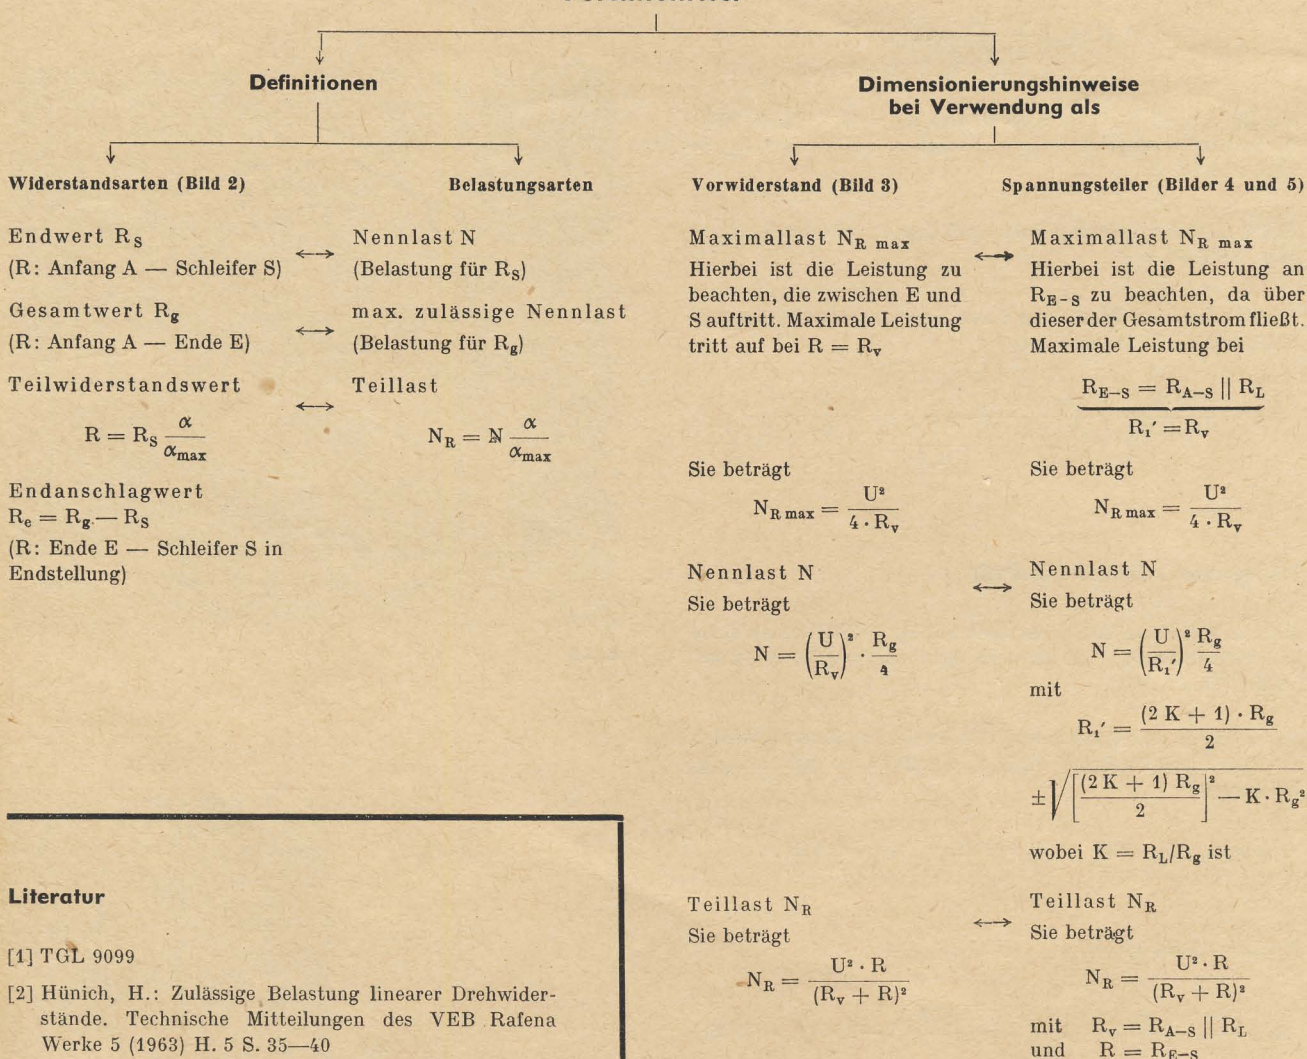 Definitionen
Dimensionierungshinweise
bei Verwendung als
Widerstandsarten (Bild 2)
Belastungsarten
Vorwiderstand (Bild 3)
Spannungsteiler (Bilder 4 und 5)
Endwert R_S
(R: Anfang A — Schleifer S)
↔
Nennlast N
(Belastung für R_S)
Gesamtwert R_g
(R: Anfang A — Ende E)
↔
max. zulässige Nennlast
(Belastung für R_g)
Teilwiderstandswert
↔
Teillast
R = R_S α/α_max
N_R = N α/α_max
Endanschlagwert
R_e = R_g — R_S
(R: Ende E — Schleifer S in
Endstellung)
Maximallast N_R max
Hierbei ist die Leistung zu
beachten, die zwischen E und
S auftritt. Maximale Leistung
tritt auf bei R = R_v
↔
Sie beträgt
N_R max = U²/(4 · R_v)
Nennlast N
Sie beträgt
↔
N = (U/R_v)² · R_g/4
Teillast N_R
Sie beträgt
↔
N_R = U² · R/(R_v + R)²
Maximallast N_R max
Hierbei ist die Leistung an
R_E-S zu beachten, da über
dieser der Gesamtstrom fließt.
Maximale Leistung bei
R_E–S = R_A–S || R_L
R_1′ = R_v
Sie beträgt
N_R max = U²/(4 · R_v)
Nennlast N
Sie beträgt
N = (U/R_1′)² R_g/4
mit
R_1′ = (2 K + 1) · R_g/2
±√[(2 K + 1) R_g/2]² — K · R_g²
wobei K = R_L/R_g ist
Teillast N_R
Sie beträgt
N_R = U² · R/(R_v + R)²
mit R_v = R_A–S || R_L
und R = R_E–S
Literatur
[1] TGL 9099
[2] Hünich, H.: Zulässige Belastung linearer Drehwider-
stände. Technische Mitteilungen des VEB Rafena
Werke 5 (1963) H. 5 S. 35—40